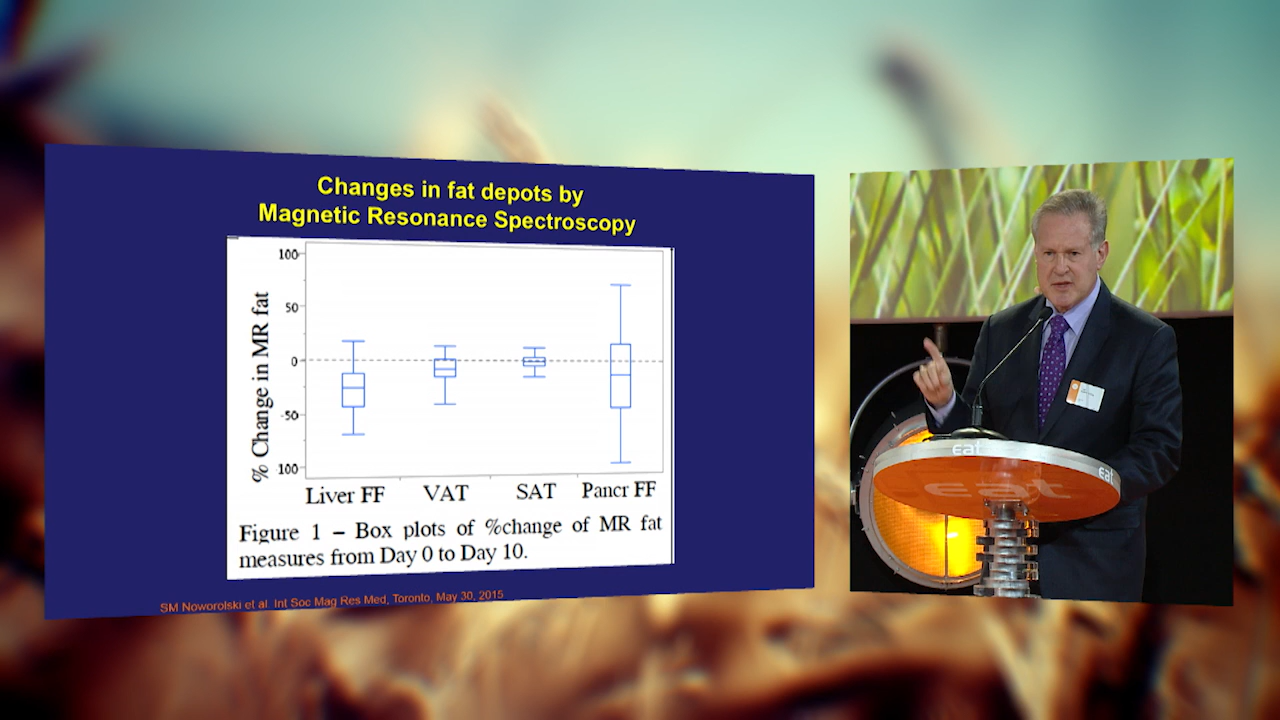 Changes in fat depots by
Magnetic Resonance Spectroscopy
% Change in MR fat
100
50
0
-50
100
Liver FF VAT SAT Pancr FF
Figure 1 – Box plots of %change of MR fat
measures from Day 0 to Day 10.
SM Noworolski et al Int Soc Mag Res Med, Toronto, May 30, 2015
eat
eat
eat